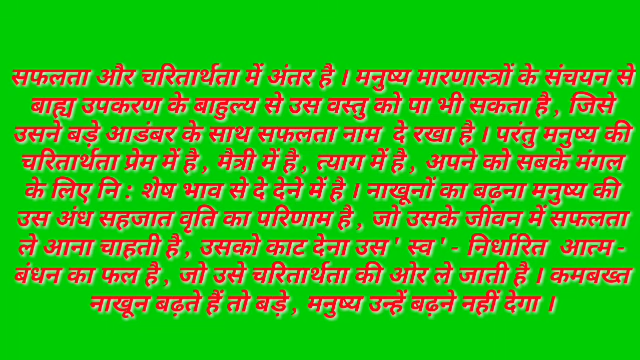 सफलता और चरितार्थता में अंतर है । मनुष्य मारणास्त्रों के संचयन से
बाह्य उपकरण के बाहुल्य से उस वस्तु को पा भी सकता है , जिसे
उसने बड़े आडंबर के साथ सफलता नाम दे रखा है । परंतु मनुष्य की
चरितार्थता प्रेम में है , मैत्री में है , त्याग में है , अपने को सबके मंगल
के लिए नि : शेष भाव से दे देने में है । नाखूनों का बढ़ना मनुष्य की
उस अंध सहजात वृति का परिणाम है , जो उसके जीवन में सफलता
ले आना चाहती है , उसको काट देना उस ' स्व ' - निर्धारित आत्म -
बंधन का फल है , जो उसे चरितार्थता की ओर ले जाती है । कमबख्त
नाखून बढ़ते हैं तो बड़े , मनुष्य उन्हें बढ़ने नहीं देगा ।